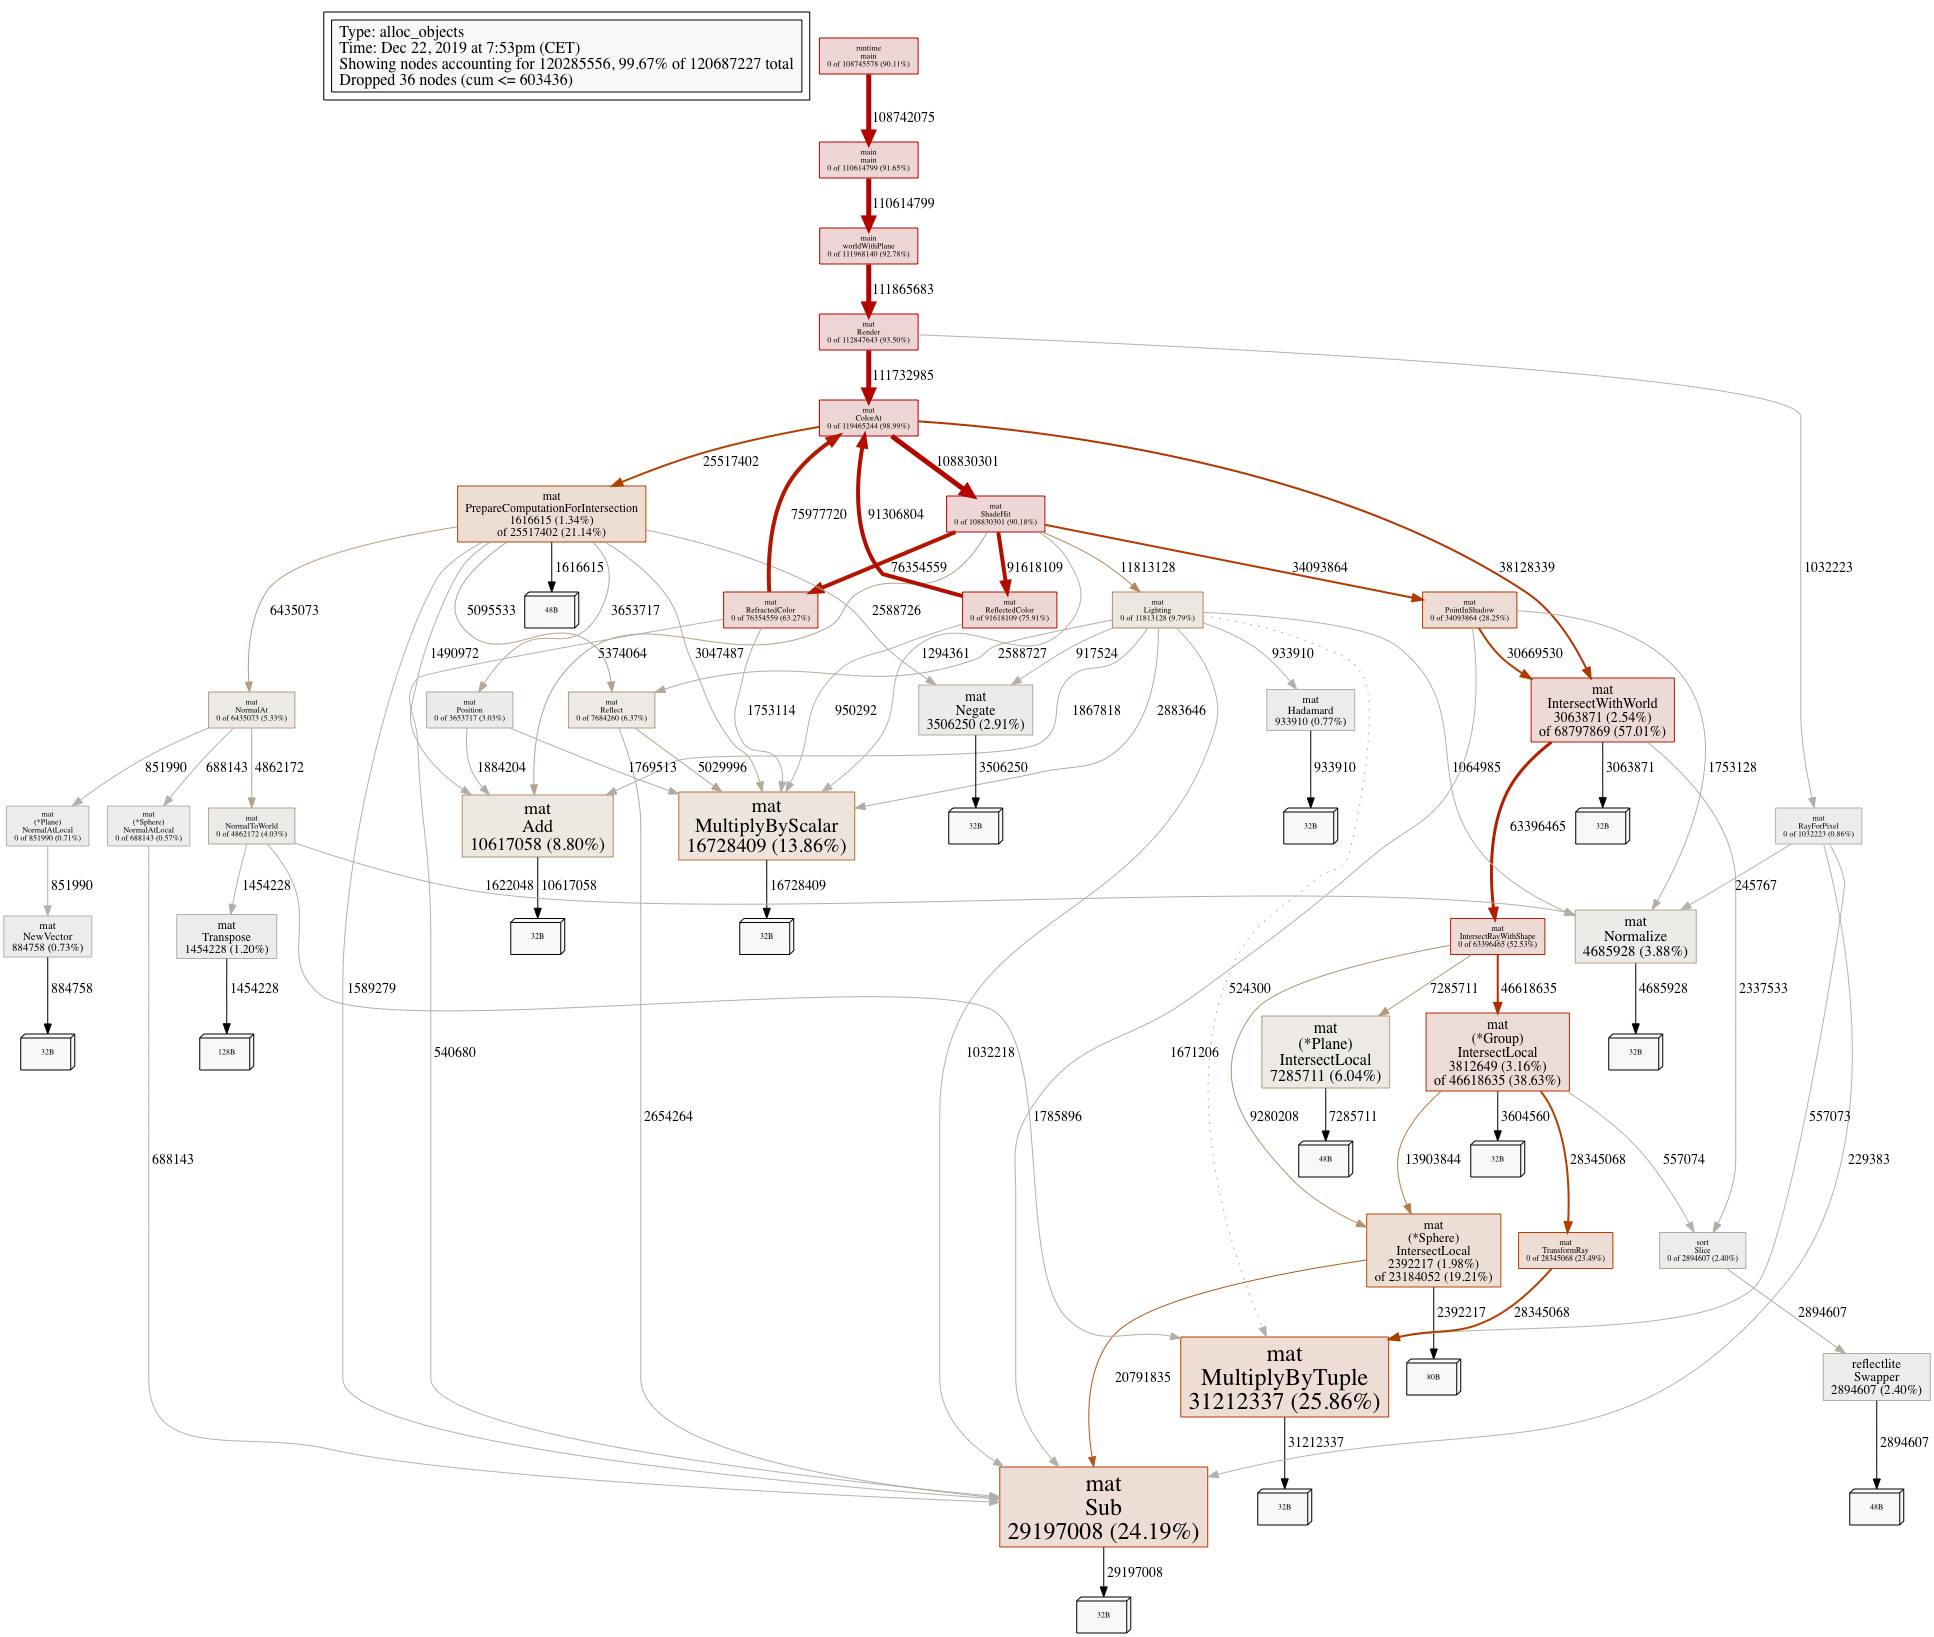 Type: alloc_objects
Time: Dec 22, 2019 at 7:53pm (CET)
Showing nodes accounting for 120285556, 99.67% of 120687227 total
Dropped 36 nodes (cum <= 603436)
runtime
main
0 of 108745578 (90.11%)
108742075
main
main
0 of 110614799 (91.65%)
110614799
main
worldWithPlane
0 of 111968140 (92.78%)
111865683
mat
Render
0 of 112847643 (93.50%)
111732985
mat
ColorAt
0 of 119465244 (98.99%)
25517402
108830301
mat
PrepareComputationForIntersection
1616615 (1.34%)
of 25517402 (21.14%)
75977720
91306804
mat
ShadeHit
0 of 108830301 (90.18%)
1616615
76354559
91618109
11813128
34093864
38128339
1032223
6435073
5095533
3653717
48B
2588726
mat
RefractedColor
0 of 76354559 (63.27%)
mat
ReflectedColor
0 of 91618109 (75.91%)
mat
Lighting
0 of 11813128 (9.79%)
mat
PointInShadow
0 of 34093864 (28.25%)
1490972
5374064
3047487
1294361
2588727
917524
933910
30669530
mat
NormalAt
0 of 6435073 (5.33%)
mat
Position
0 of 3653717 (3.03%)
mat
Reflect
0 of 7684260 (6.37%)
1753114
950292
mat
Negate
3506250 (2.91%)
1867818
2883646
mat
Hadamard
933910 (0.77%)
mat
IntersectWithWorld
3063871 (2.54%)
of 68797869 (57.01%)
851990
688143
4862172
1884204
1769513
5029996
3506250
933910
1064985
3063871
1753128
mat
(*Plane)
NormalAtLocal
0 of 851990 (0.71%)
mat
(*Sphere)
NormalAtLocal
0 of 688143 (0.57%)
mat
NormalToWorld
0 of 4862172 (4.03%)
mat
Add
10617058 (8.80%)
mat
MultiplyByScalar
16728409 (13.86%)
32B
32B
63396465
32B
mat
RayForPixel
0 of 1032223 (0.86%)
851990
1454228
1622048
10617058
16728409
245767
mat
NewVector
884758 (0.73%)
mat
Transpose
1454228 (1.20%)
32B
32B
mat
IntersectRayWithShape
0 of 63396465 (52.53%)
mat
Normalize
4685928 (3.88%)
884758
1454228
1589279
524300
7285711
46618635
4685928
2337533
32B
128B
540680
1032218
1671206
mat
(*Plane)
IntersectLocal
7285711 (6.04%)
mat
(*Group)
IntersectLocal
3812649 (3.16%)
of 46618635 (38.63%)
32B
2654264
1785896
9280208
7285711
3604560
557073
688143
48B
13903844
32B
28345068
557074
229383
mat
(*Sphere)
IntersectLocal
2392217 (1.98%)
of 23184052 (19.21%)
mat
TransformRay
0 of 28345068 (23.49%)
sort
Slice
0 of 2894607 (2.40%)
2392217
28345068
2894607
20791835
mat
MultiplyByTuple
31212337 (25.86%)
80B
reflectlite
Swapper
2894607 (2.40%)
31212337
2894607
mat
Sub
29197008 (24.19%)
32B
48B
29197008
32B